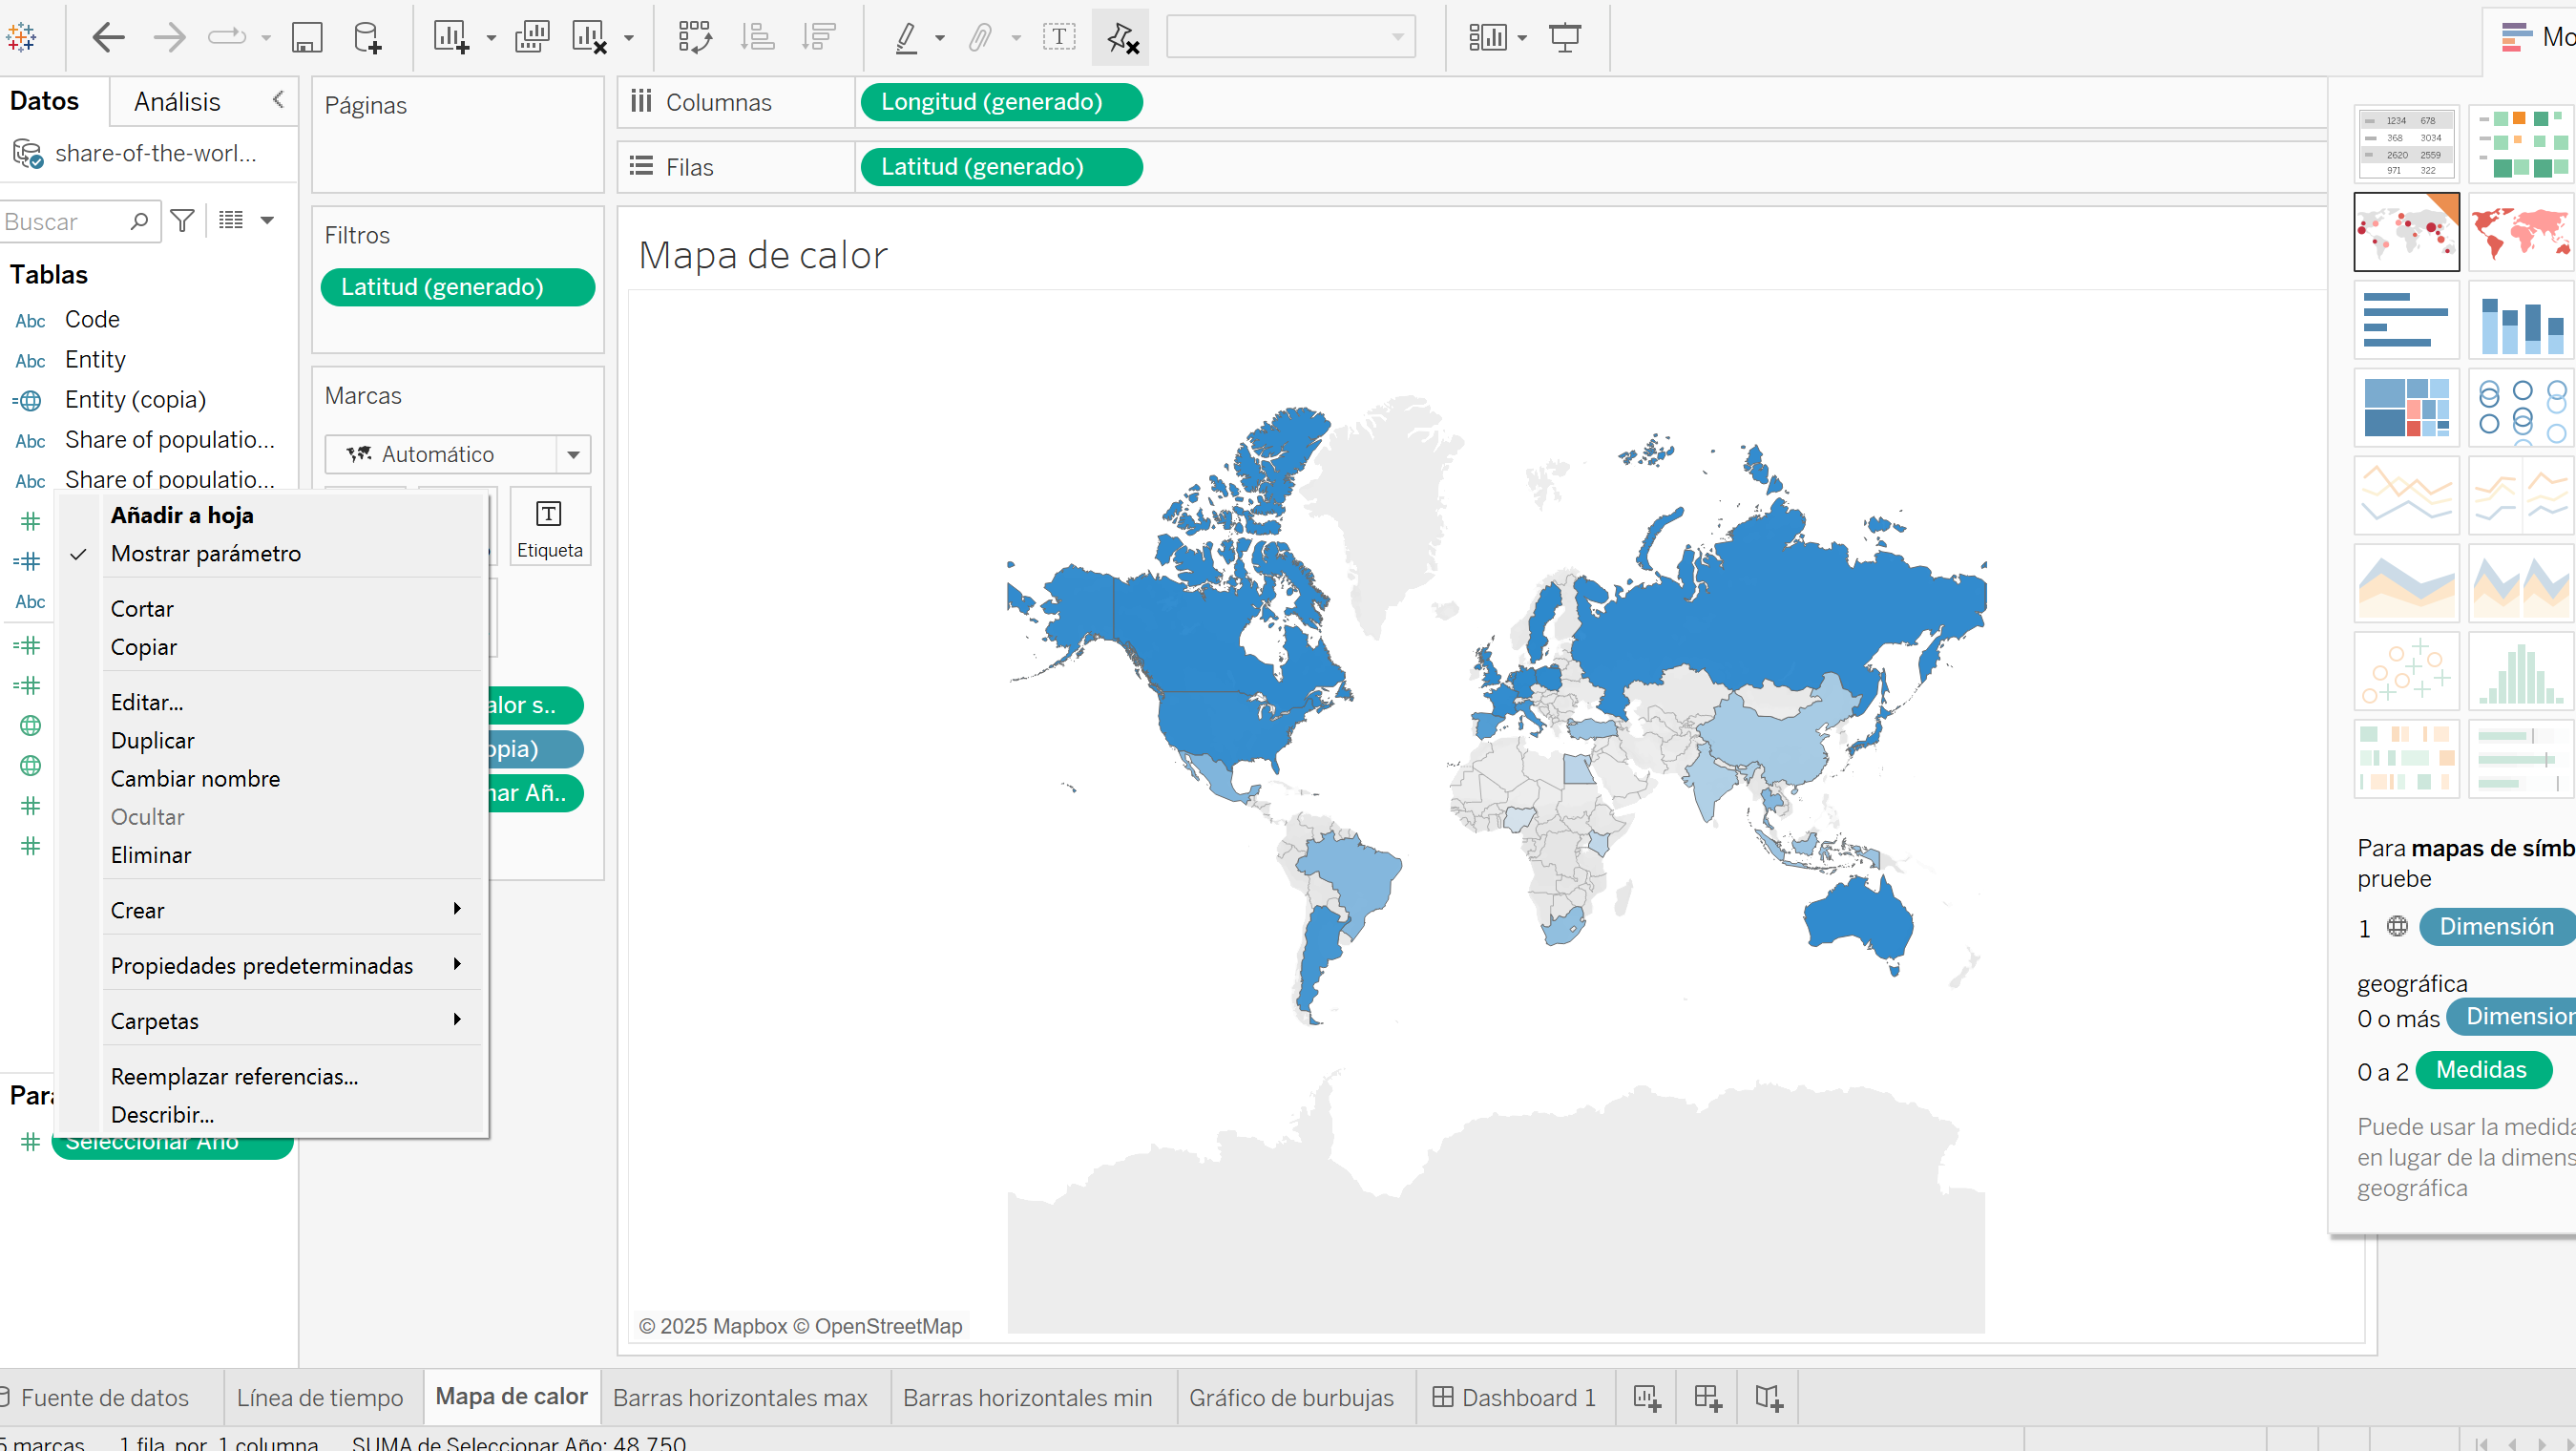 Mo
Datos
Análisis
share-of-the-worl...
Buscar
Tablas
Abc Code
Abc Entity
Entity (copia)
Abc Share of populatio...
Abc Share of populatio...
Abc
Añadir a hoja
Mostrar parámetro
Cortar
Copiar
Editar...
Duplicar
Cambiar nombre
Ocultar
Eliminar
Crear
Propiedades predeterminadas
Carpetas
Reemplazar referencias...
Describir...
Pará
Seleccionar Año
Páginas
Filtros
Latitud (generado)
Marcas
Automático
T
Etiqueta
alor s..
opia)
nar Añ..
Columnas
Longitud (generado)
Filas
Latitud (generado)
Mapa de calor
© 2025 Mapbox © OpenStreetMap
1234 678
368 3034
2620 2559
971 322
Para mapas de símb
pruebe
1 Dimensión
geográfica
0 o más Dimension
0 a 2 Medidas
Puede usar la medida
en lugar de la dimens
geográfica
Fuente de datos
Línea de tiempo
Mapa de calor
Barras horizontales max
Barras horizontales min
Gráfico de burbujas
Dashboard 1
5 marcas 1 fila por 1 columna SUMA de Seleccionar Año: 48.750